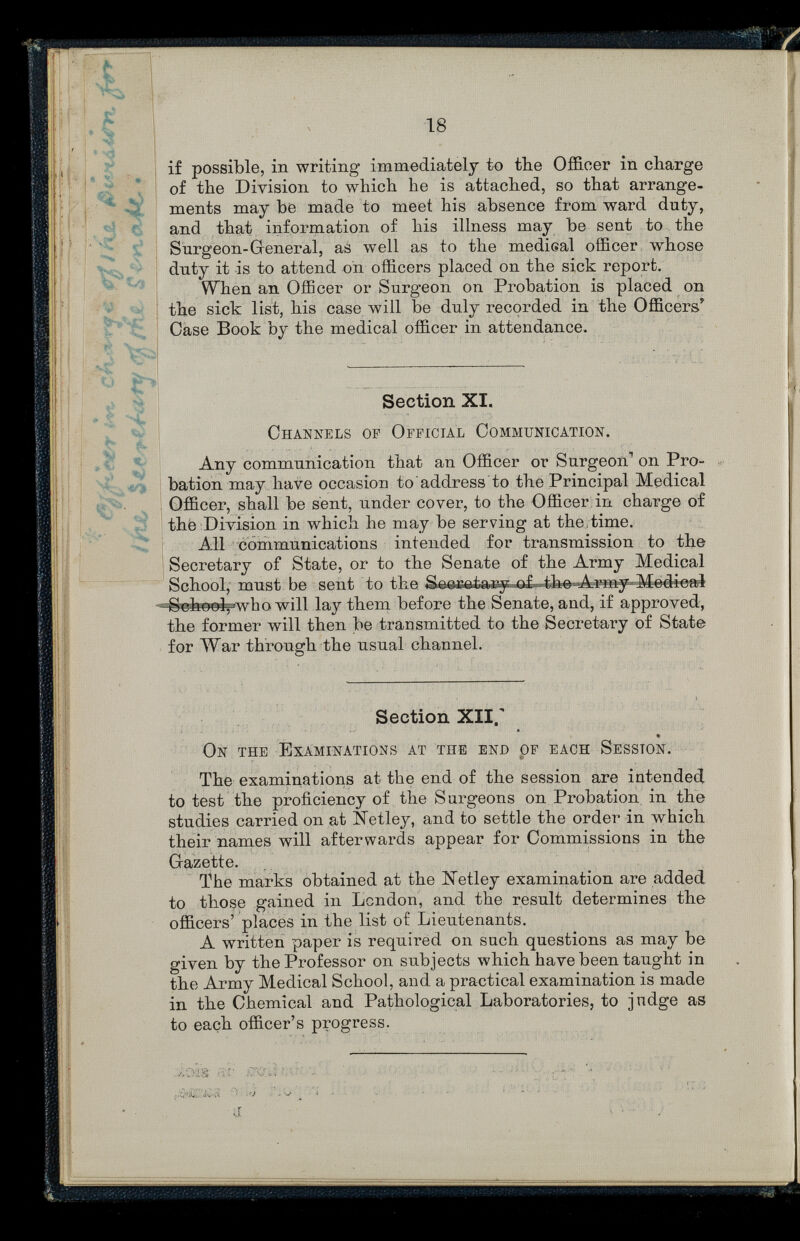 18
if possible, in writing immediately to the Officer in charge
of the Division to which he is attached, so that arrange-
ments may be made to meet his absence from ward duty,
and that information of his illness may be sent to the
Surgeon-General, as well as to the medical officer whose
duty it is to attend on officers placed on the sick report.
When an Officer or Surgeon on Probation is placed on
the sick list, his case will be duly recorded in the Officers'
Case Book by the medical officer in attendance.
Section XI.
CHANNELS OF OFFICIAL COMMUNICATION.
Any communication that an Officer or Surgeon on Pro-
bation may have occasion to address to the Principal Medical
Officer, shall be sent, under cover, to the Officer in charge of
the Division in which he may be serving at the time.
All communications intended for transmission to the
Secretary of State, or to the Senate of the Army Medical
School, must be sent to the Secretary of the Army Medical
School, who will lay them before the Senate, and, if approved,
the former will then be transmitted to the Secretary of State
for War through the usual channel.
Section XII.
ON THE EXAMINATIONS AT THE END OF EACH SESSION.
The examinations at the end of the session are intended
to test the proficiency of the Surgeons on Probation in the
studies carried on at Netley, and to settle the order in which
their names will afterwards appear for Commissions in the
Gazette.
The marks obtained at the Netley examination are added
to those gained in London, and the result determines the
officers' places in the list of Lieutenants.
A written paper is required on such questions as may be
given by the Professor on subjects which have been taught in
the Army Medical School, and a practical examination is made
in the Chemical and Pathological Laboratories, to judge as
to each officer's progress.
* Officer in charge of the Division for
the Secretary of the Senate.